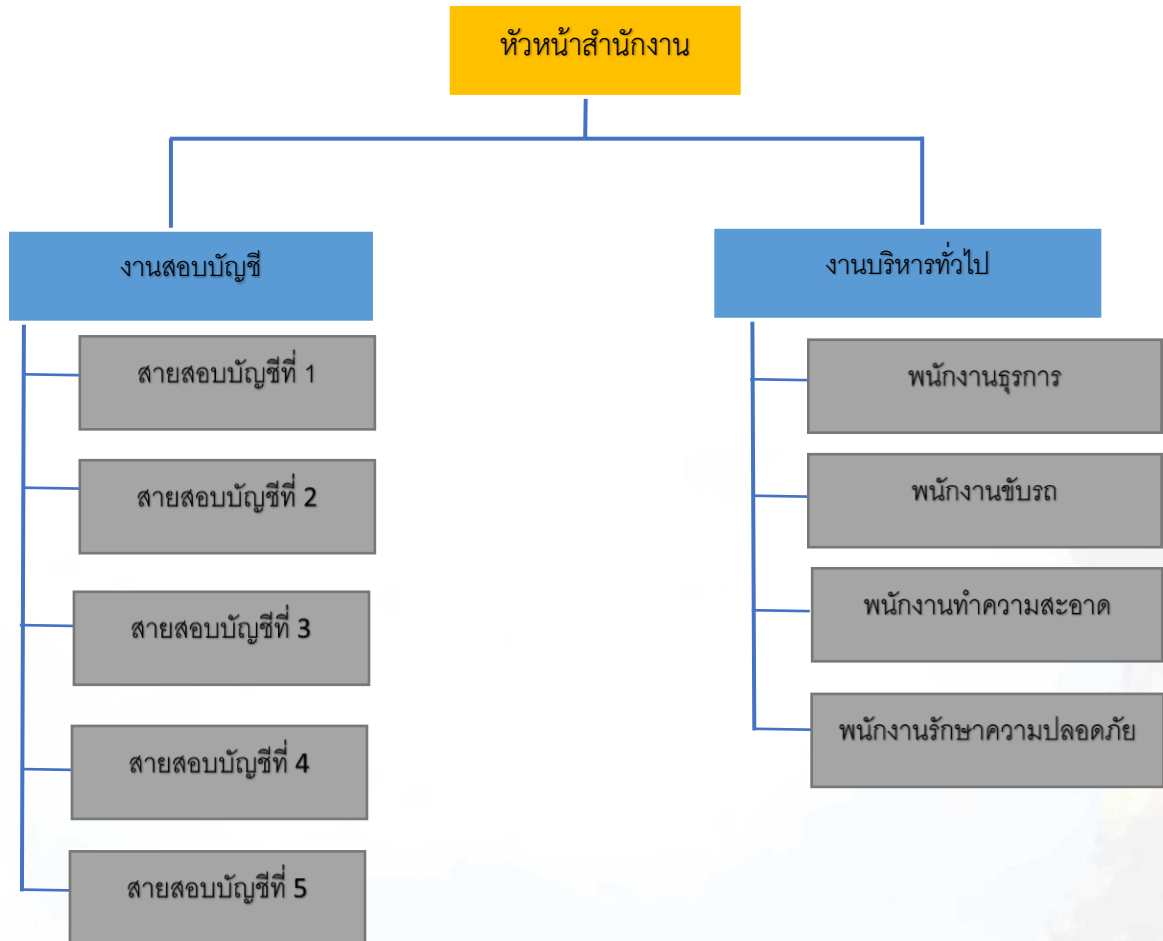 หัวหน้าสำนักงาน
งานสอบบัญชี
สายสอบบัญชีที่ 1
สายสอบบัญชีที่ 2
สายสอบบัญชีที่ 3
สายสอบบัญชีที่ 4
สายสอบบัญชีที่ 5
งานบริหารทั่วไป
พนักงานธุรการ
พนักงานขับรถ
พนักงานทำความสะอาด
พนักงานรักษาความปลอดภัย